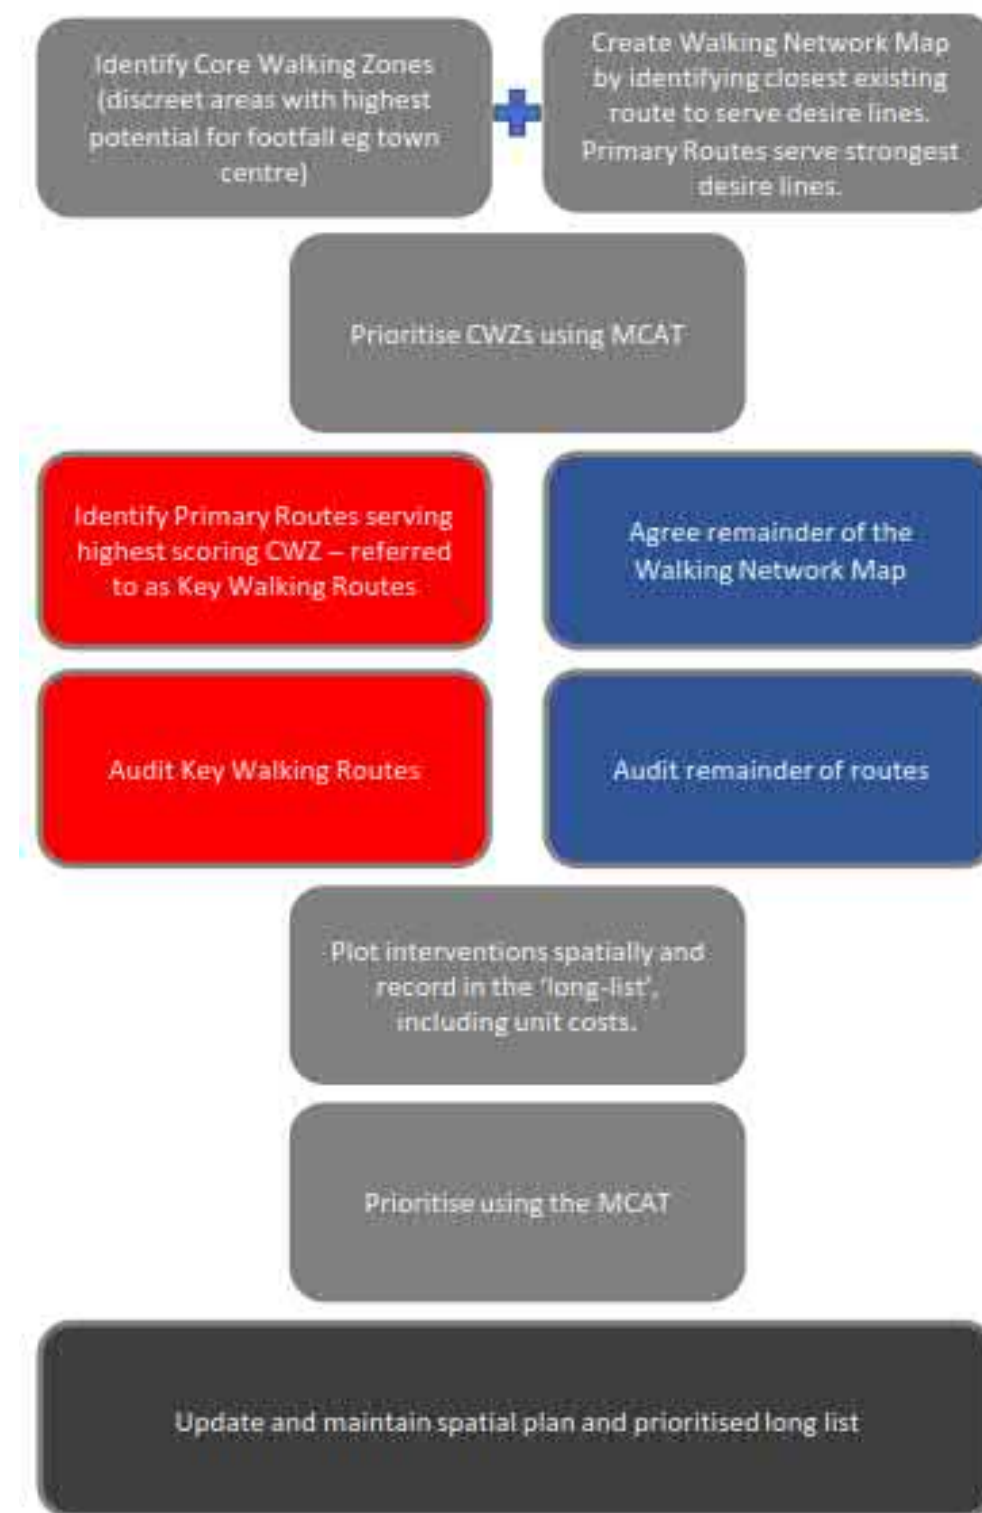 Identify Core Walking Zones
(discreet areas with highest
potential for footfall eg town
centre)
Create Walking Network Map
by identifying closest existing
route to serve desire lines.
Primary Routes serve strongest
desire lines.
Prioritise CWZs using MCAT
Identify Primary Routes serving
highest scoring CWZ – referred
to as Key Walking Routes
Agree remainder of the
Walking Network Map
Audit Key Walking Routes
Audit remainder of routes
Plot interventions spatially and
record in the ‘long-list’,
including unit costs.
Prioritise using the MCAT
Update and maintain spatial plan and prioritised long list